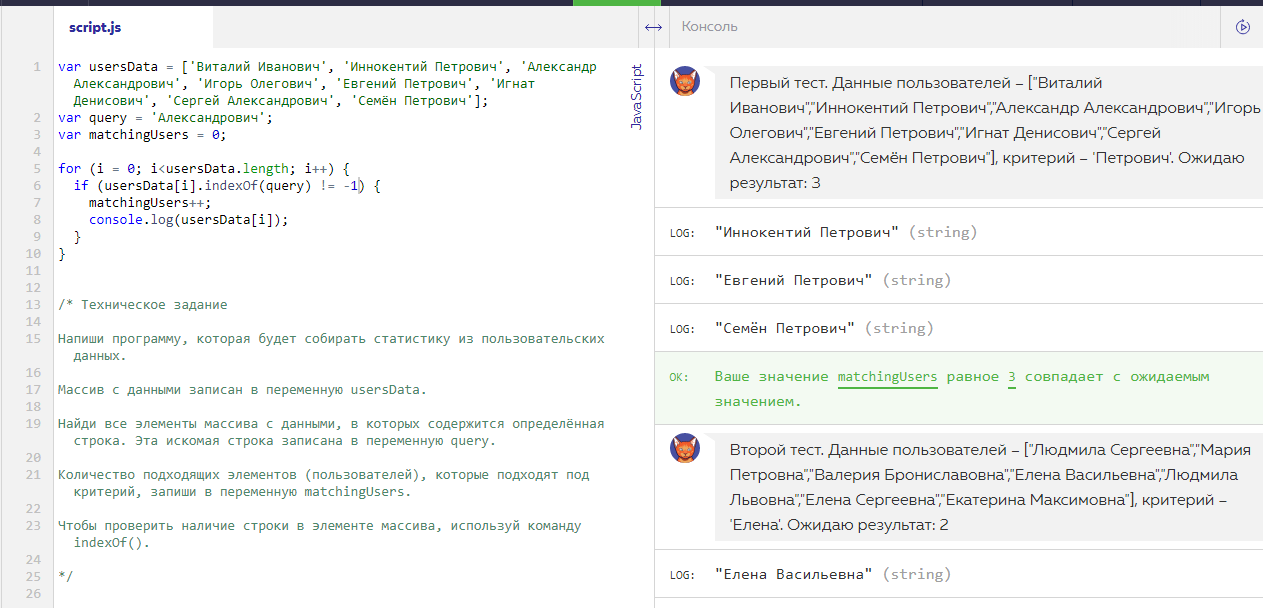 script.js
1 var usersData = ['Виталий Иванович', 'Иннокентий Петрович', 'Александр
Александрович', 'Игорь Олегович', 'Евгений Петрович', 'Игнат
Денисович', 'Сергей Александрович', 'Семён Петрович'];
2 var query = 'Александрович';
3 var matchingUsers = 0;
4
5 for (i = 0; i<usersData.length; i++) {
6 if (usersData[i].indexOf(query) != -1) {
7 matchingUsers++;
8 console.log(usersData[i]);
9 }
10 }
11
12
13 /* Техническое задание
14
15 Напиши программу, которая будет собирать статистику из пользовательских
данных.
16
17 Массив с данными записан в переменную usersData.
18
19 Найди все элементы массива с данными, в которых содержится определённая
строка. Эта искомая строка записана в переменную query.
20
21 Количество подходящих элементов (пользователей), которые подходят под
критерий, запиши в переменную matchingUsers.
22
23 Чтобы проверить наличие строки в элементе массива, используй команду
indexOf().
24
25 */
26
JavaScript
Консоль
Первый тест. Данные пользователей – ["Виталий
Иванович","Иннокентий Петрович","Александр Александрович","Игорь
Олегович","Евгений Петрович","Игнат Денисович","Сергей
Александрович","Семён Петрович"], критерий – 'Петрович'. Ожидаю
результат: 3
LOG: "Иннокентий Петрович" (string)
LOG: "Евгений Петрович" (string)
LOG: "Семён Петрович" (string)
OK: Ваше значение matchingUsers равное 3 совпадает с ожидаемым
значением.
Второй тест. Данные пользователей – ["Людмила Сергеевна","Мария
Петровна","Валерия Брониславовна","Елена Васильевна","Людмила
Львовна","Елена Сергеевна","Екатерина Максимовна"], критерий –
'Елена'. Ожидаю результат: 2
LOG: "Елена Васильевна" (string)